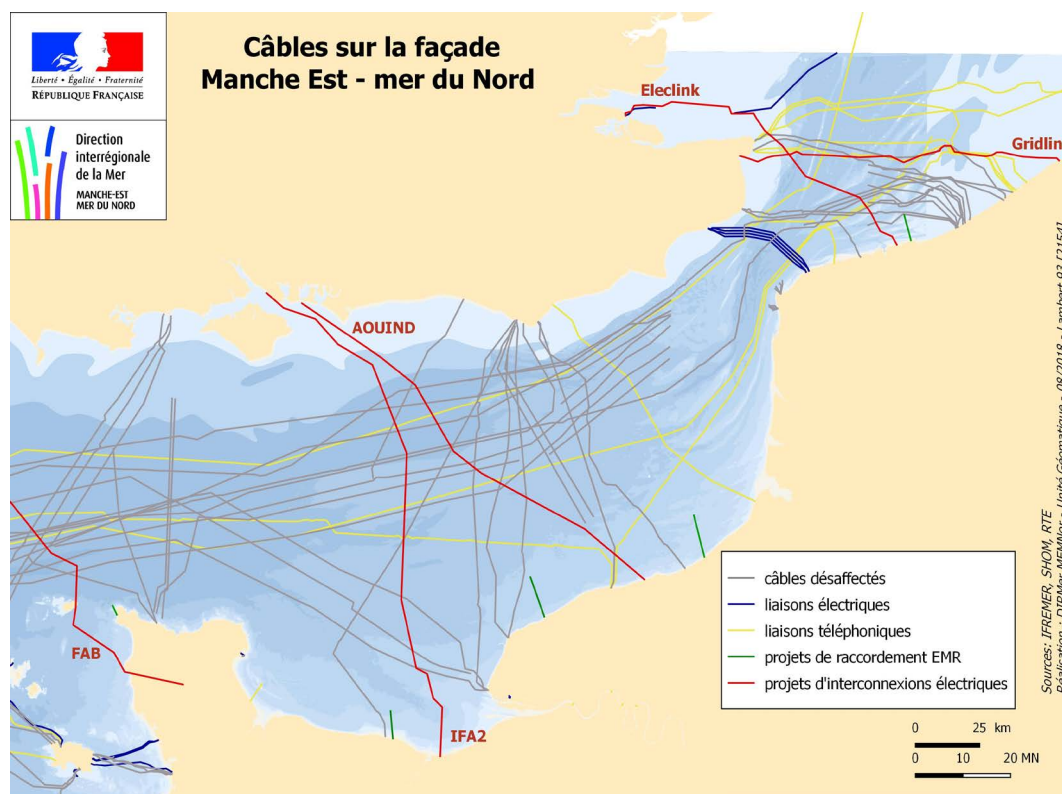 Liberté • Égalité • Fraternité
RÉPUBLIQUE FRANÇAISE
Direction
interrégionale
de la Mer
MANCHE-EST
MER DU NORD
Câbles sur la façade
Manche Est - mer du Nord
Eleclink
Gridlin
AOUIND
FAB
IFA2
câbles désaffectés
liaisons électriques
liaisons téléphoniques
projets de raccordement EMR
projets d'interconnexions électriques
0 25 km
0 10 20 MN
Sources: IFREMER, SHOM, RTE